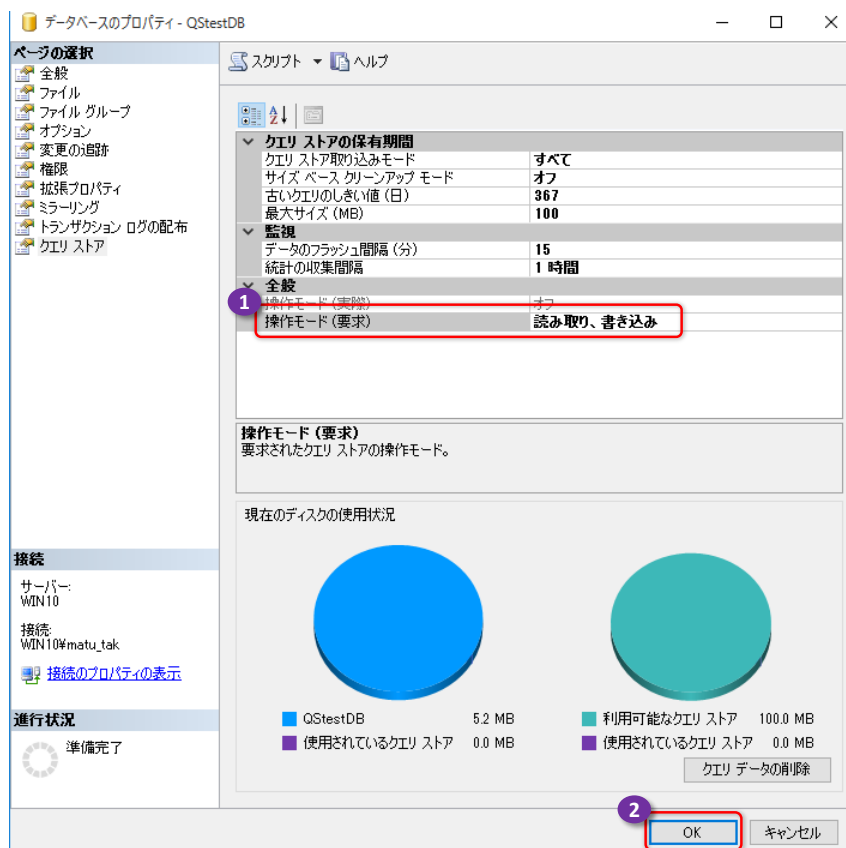 データベースのプロパティ - QStestDB
ページの選択
全般
ファイル
ファイル グループ
オプション
変更の追跡
権限
拡張プロパティ
ミラーリング
トランザクション ログの配布
クエリ ストア
スクリプト ヘルプ
クエリ ストアの保有期間
クエリ ストア取り込みモード すべて
サイズ ベース クリーンアップ モード オフ
古いクエリのしきい値 (日) 367
最大サイズ (MB) 100
監視
データのフラッシュ間隔 (分) 15
統計の収集間隔 1 時間
全般
操作モード (実際) オフ
1
操作モード (要求) 読み取り、書き込み
操作モード (要求)
要求されたクエリ ストアの操作モード。
現在のディスクの使用状況
QStestDB 5.2 MB
使用されているクエリ ストア 0.0 MB
利用可能なクエリ ストア 100.0 MB
使用されているクエリ ストア 0.0 MB
クエリ データの削除
接続
サーバー:
WIN10
接続:
WIN10¥matu_tak
接続のプロパティの表示
進行状況
準備完了
2
OK キャンセル